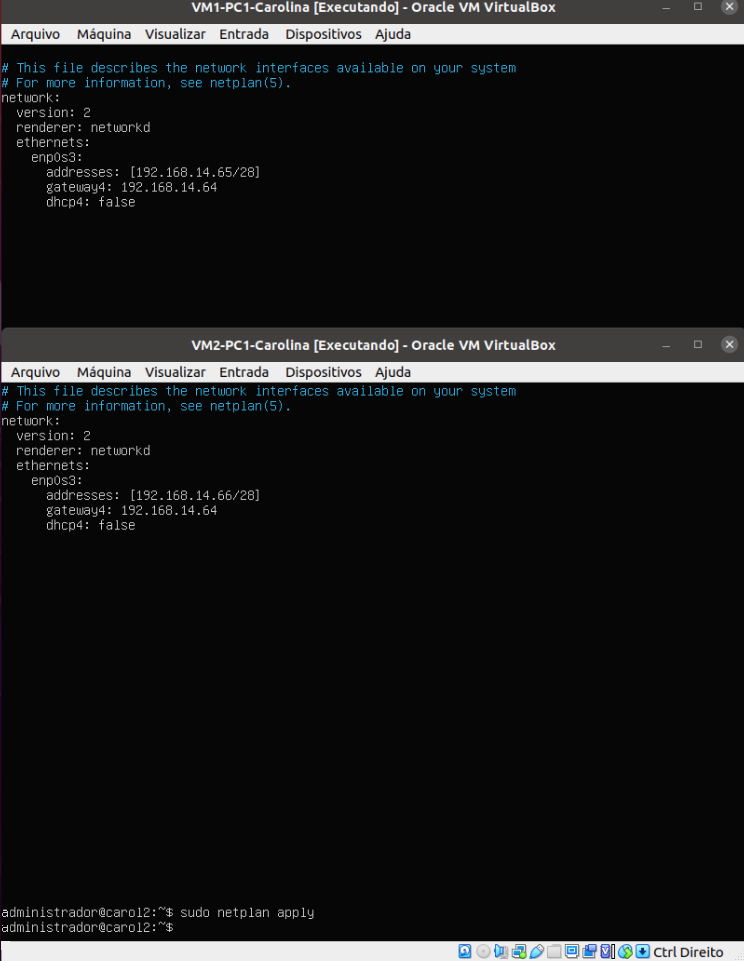 VM1-PC1-Carolina [Executando] - Oracle VM VirtualBox
Arquivo Máquina Visualizar Entrada Dispositivos Ajuda
# This file describes the network interfaces available on your system
# For more information, see netplan(5).
network:
  version: 2
  renderer: networkd
  ethernets:
    enp0s3:
      addresses: [192.168.14.65/28]
      gateway4: 192.168.14.64
      dhcp4: false
VM2-PC1-Carolina [Executando] - Oracle VM VirtualBox
Arquivo Máquina Visualizar Entrada Dispositivos Ajuda
# This file describes the network interfaces available on your system
# For more information, see netplan(5).
network:
  version: 2
  renderer: networkd
  ethernets:
    enp0s3:
      addresses: [192.168.14.66/28]
      gateway4: 192.168.14.64
      dhcp4: false
administrador@carol2:~$ sudo netplan apply
administrador@carol2:~$
Ctrl Direito